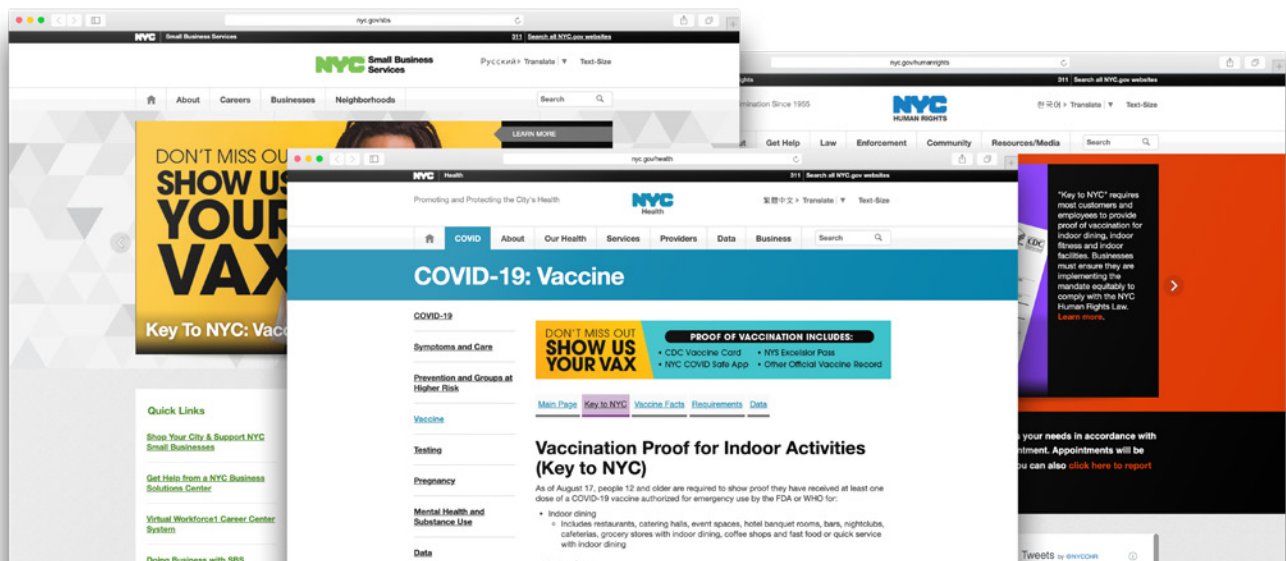 nyc.gov/sbs
NYC Small Business Services
311 Search all NYC.gov websites
NYC Small Business
Services
Русский Translate ▼ Text-Size
About Careers Businesses Neighborhoods
Search
LEARN MORE
DON'T MISS OU
SHOW US
YOUR
VAX
Key To NYC: Vacc
Quick Links
Shop Your City & Support NYC
Small Businesses
Get Help from a NYC Business
Solutions Center
Virtual Workforce1 Career Center
System
Doing Business with SBS
nyc.gov/health
NYC Health
311 Search all NYC.gov websites
Promoting and Protecting the City's Health
NYC
Health
繁體中文 Translate ▼ Text-Size
COVID About Our Health Services Providers Data Business
Search
COVID-19: Vaccine
COVID-19
Symptoms and Care
Prevention and Groups at
Higher Risk
Vaccine
Testing
Pregnancy
Mental Health and
Substance Use
Data
DON'T MISS OUT
SHOW US
YOUR VAX
PROOF OF VACCINATION INCLUDES:
• CDC Vaccine Card • NYS Excelsior Pass
• NYC COVID Safe App • Other Official Vaccine Record
Main Page Key to NYC Vaccine Facts Requirements Data
Vaccination Proof for Indoor Activities
(Key to NYC)
As of August 17, people 12 and older are required to show proof they have received at least one
dose of a COVID-19 vaccine authorized for emergency use by the FDA or WHO for:
• Indoor dining
Includes restaurants, catering halls, event spaces, hotel banquet rooms, bars, nightclubs,
cafeterias, grocery stores with indoor dining, coffee shops and fast food or quick service
with indoor dining
nyc.gov/humanrights
ghts
311 Search all NYC.gov websites
mination Since 1955
NYC
HUMAN RIGHTS
한국어 Translate ▼ Text-Size
ut Get Help Law Enforcement Community Resources/Media
Search
CDC
"Key to NYC" requires
most customers and
employees to provide
proof of vaccination for
indoor dining, indoor
fitness and indoor
facilities. Businesses
must ensure they are
implementing the
mandate equitably to
comply with the NYC
Human Rights Law.
Learn more.
your needs in accordance with
ntment. Appointments will be
ou can also click here to report
Tweets by @NYCCHR